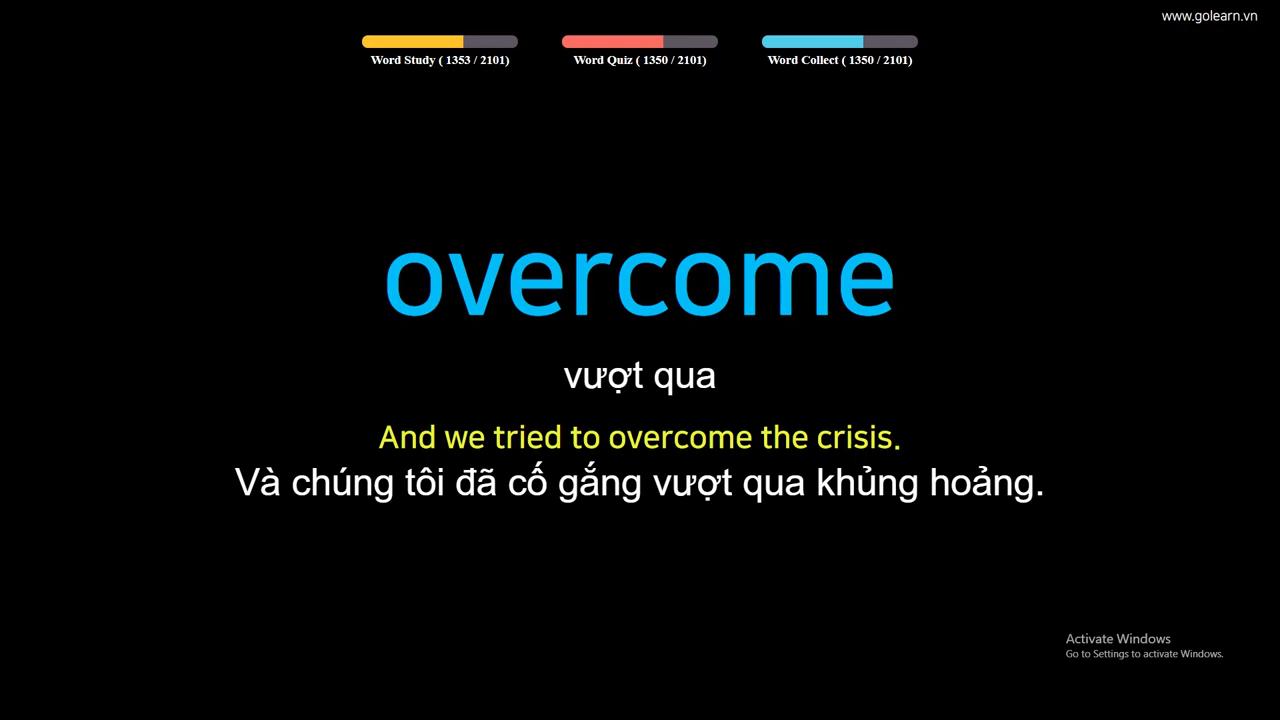 www.golearn.vn
Word Study ( 1353 / 2101)
Word Quiz ( 1350 / 2101)
Word Collect ( 1350 / 2101)
overcome
vượt qua
And we tried to overcome the crisis.
Và chúng tôi đã cố gắng vượt qua khủng hoảng.
Activate Windows
Go to Settings to activate Windows.